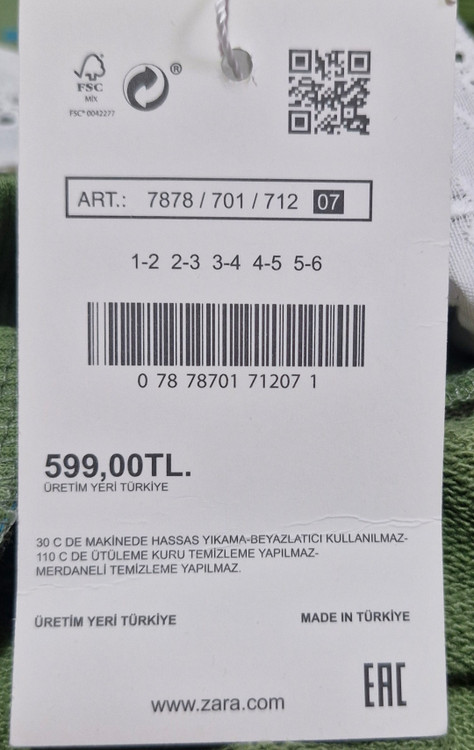 FSC
MIX
FSC® 0042277
®
ART.: 7878 / 701 / 712 07
1-2 2-3 3-4 4-5 5-6
0 78 78701 71207 1
599,00TL.
ÜRETİM YERİ TÜRKİYE
30 C DE MAKİNEDE HASSAS YIKAMA-BEYAZLATICI KULLANILMAZ-
110 C DE ÜTÜLEME KURU TEMİZLEME YAPILMAZ-
MERDANELİ TEMİZLEME YAPILMAZ.
ÜRETİM YERİ TÜRKİYE MADE IN TÜRKİYE
www.zara.com
EAC